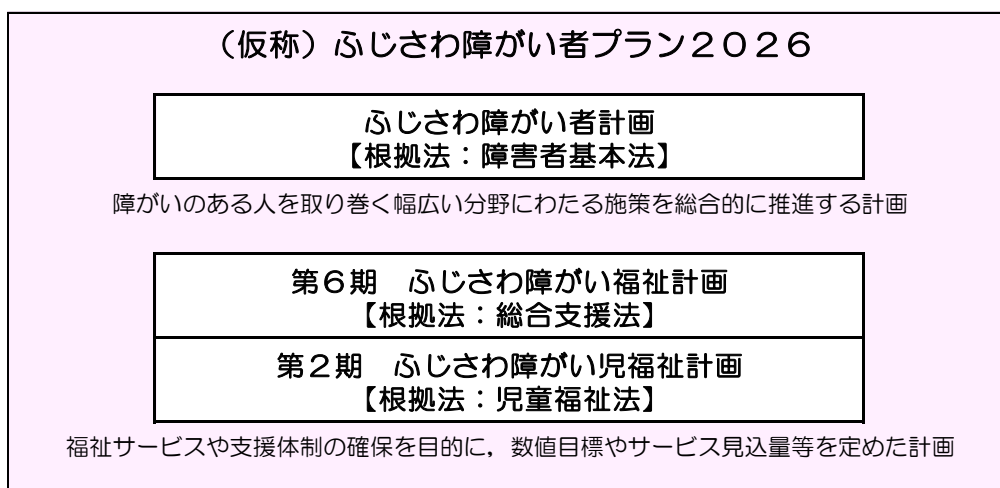 （仮称）ふじさわ障がい者プラン２０２６
ふじさわ障がい者計画
【根拠法：障害者基本法】
障がいのある人を取り巻く幅広い分野にわたる施策を総合的に推進する計画
第６期　ふじさわ障がい福祉計画
【根拠法：総合支援法】
第２期　ふじさわ障がい児福祉計画
【根拠法：児童福祉法】
福祉サービスや支援体制の確保を目的に，数値目標やサービス見込量等を定めた計画